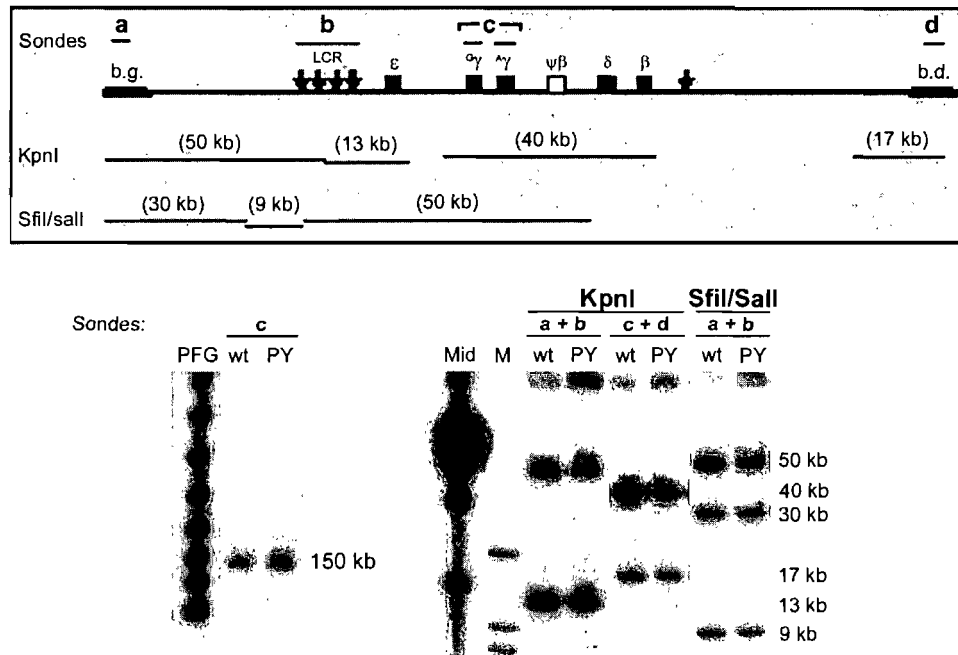 a b c d
Sondes
b.g. LCR ε ᴳγ ᴬγ ψβ δ β b.d.
(50 kb) (13 kb) (40 kb) (17 kb)
KpnI
(30 kb) (9 kb) (50 kb)
SfiI/salI
KpnI SfiI/SalI
Sondes: c a + b c + d a + b
PFG wt PY Mid M wt PY wt PY wt PY
50 kb
40 kb
30 kb
150 kb
17 kb
13 kb
9 kb